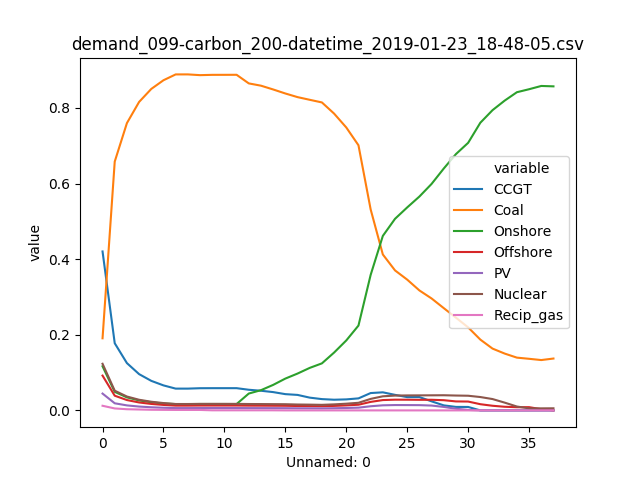 demand_099-carbon_200-datetime_2019-01-23_18-48-05.csv
value
0.8
0.6
0.4
0.2
0.0
variable
CCGT
Coal
Onshore
Offshore
PV
Nuclear
Recip_gas
0 5 10 15 20 25 30 35
Unnamed: 0